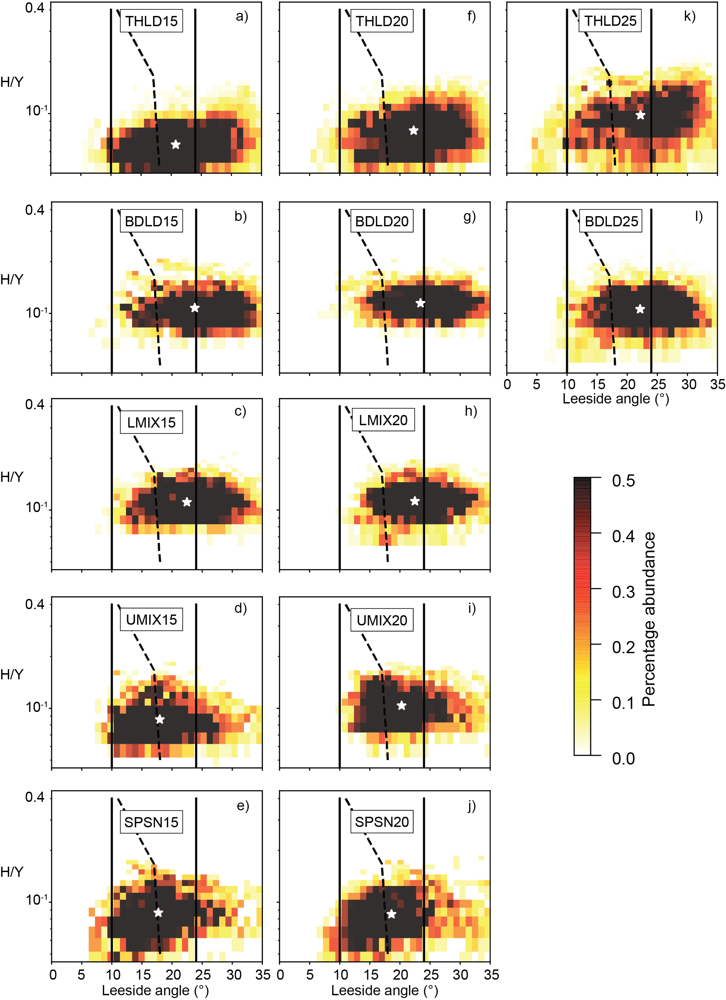 0.4
THLD15
a)
THLD20
f)
THLD25
k)
H/Y
10-1
0.4
BDLD15
b)
BDLD20
g)
BDLD25
l)
H/Y
10-1
0 5 10 15 20 25 30 35
Leeside angle (°)
0.4
LMIX15
c)
LMIX20
h)
H/Y
10-1
0.5
0.4
0.3
0.2
0.1
0.0
Percentage abundance
0.4
UMIX15
d)
UMIX20
i)
H/Y
10-1
0.4
SPSN15
e)
SPSN20
j)
H/Y
10-1
0 5 10 15 20 25 30 35
0 5 10 15 20 25 30 35
Leeside angle (°)
Leeside angle (°)